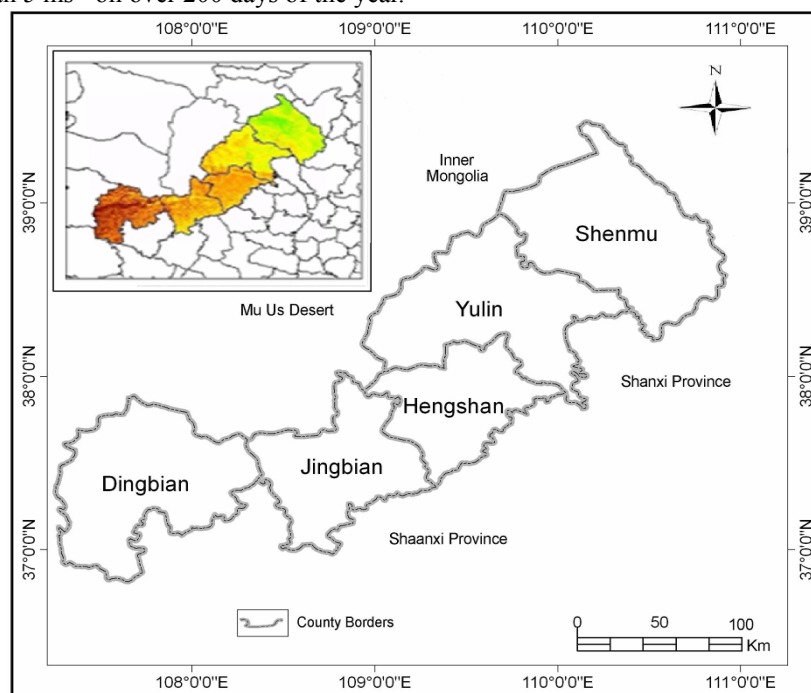 108°0'0"E 109°0'0"E 110°0'0"E 111°0'0"E
N
Inner
Mongolia
39°0'0"N 39°0'0"N
Shenmu
Mu Us Desert
Yulin
38°0'0"N 38°0'0"N
Shanxi Province
Hengshan
Jingbian
Dingbian
Shaanxi Province
37°0'0"N 37°0'0"N
County Borders
0 50 100
Km
108°0'0"E 109°0'0"E 110°0'0"E 111°0'0"E